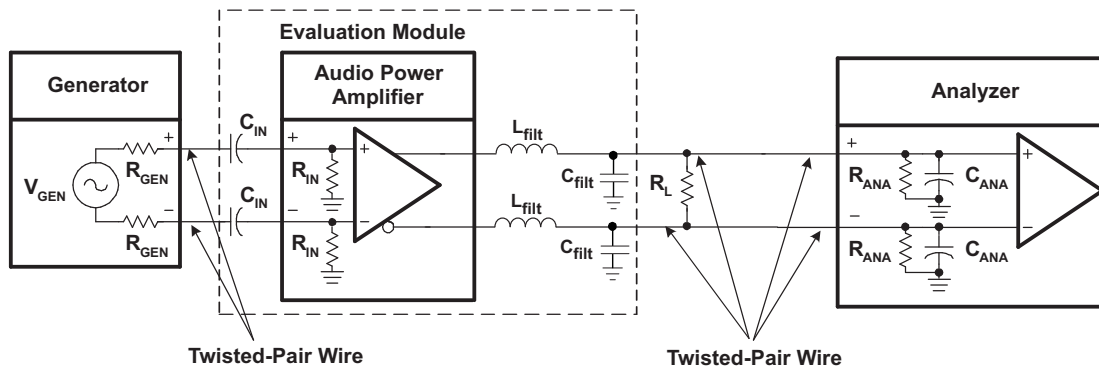 Evaluation Module
Generator
Audio Power
Amplifier
Analyzer
C_IN
L_filt
+
+
+
+
+
R_GEN
R_IN
C_filt
R_L
R_ANA
C_ANA
V_GEN
C_IN
L_filt
−
−
−
−
−
R_GEN
R_IN
C_filt
R_ANA
C_ANA
Twisted-Pair Wire
Twisted-Pair Wire